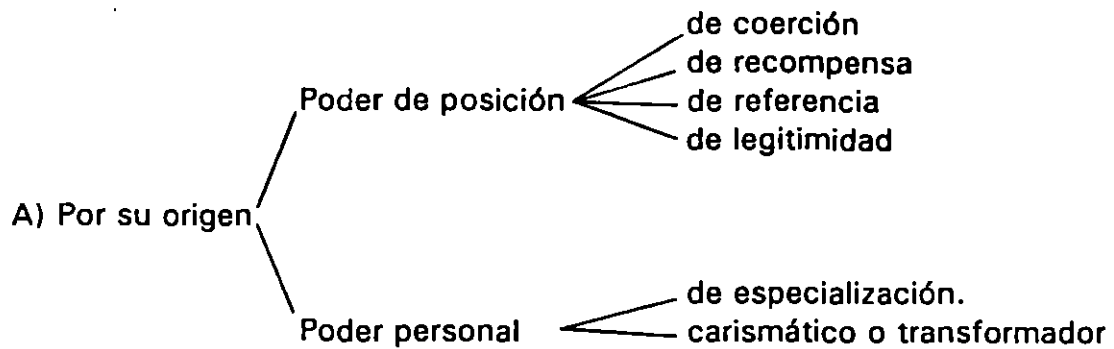 de coerción
de recompensa
Poder de posición
de referencia
de legitimidad
A) Por su origen
de especialización.
Poder personal
carismático o transformador